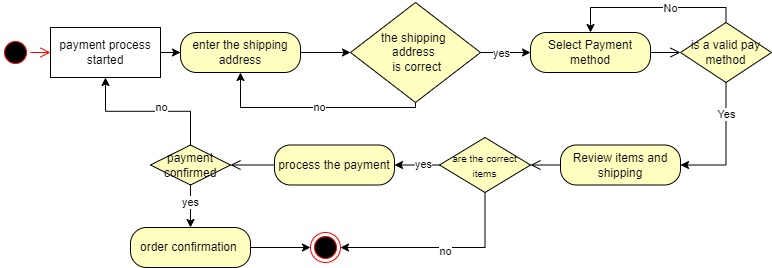 payment process
started
enter the shipping
address
the shipping
address
is correct
yes
no
Select Payment
method
No
is a valid pay
method
Yes
Review items and
shipping
are the correct
items
yes
no
process the payment
payment
confirmed
no
yes
order confirmation